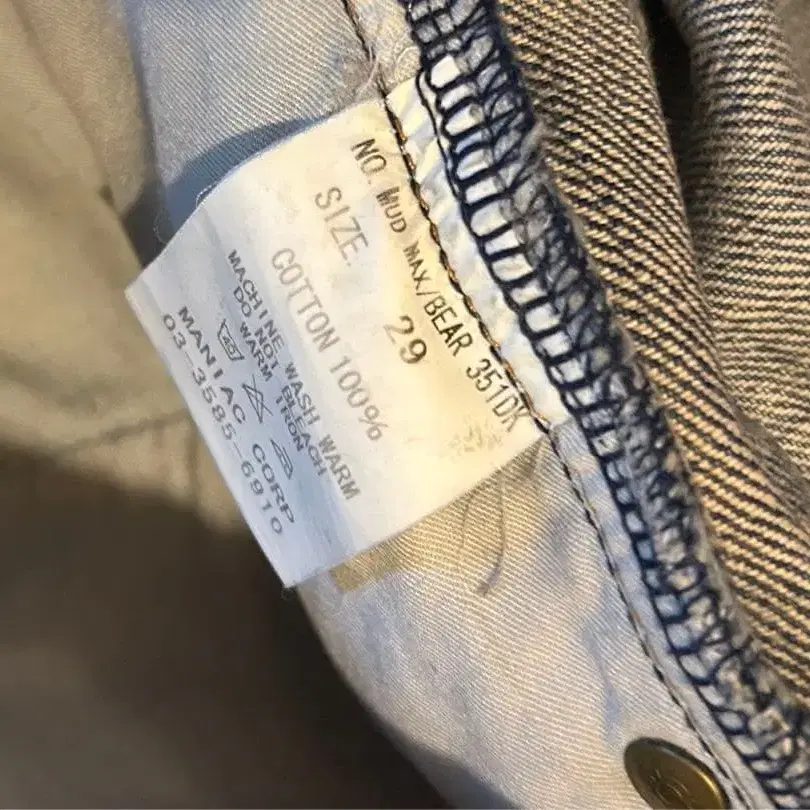 NO. MUD MAX/BEAR 351DK
SIZE 29
COTTON 100%
MACHINE WASH WARM
DO NOT BLEACH
WARM IRON
MANIAC CORP
03-3585-6910